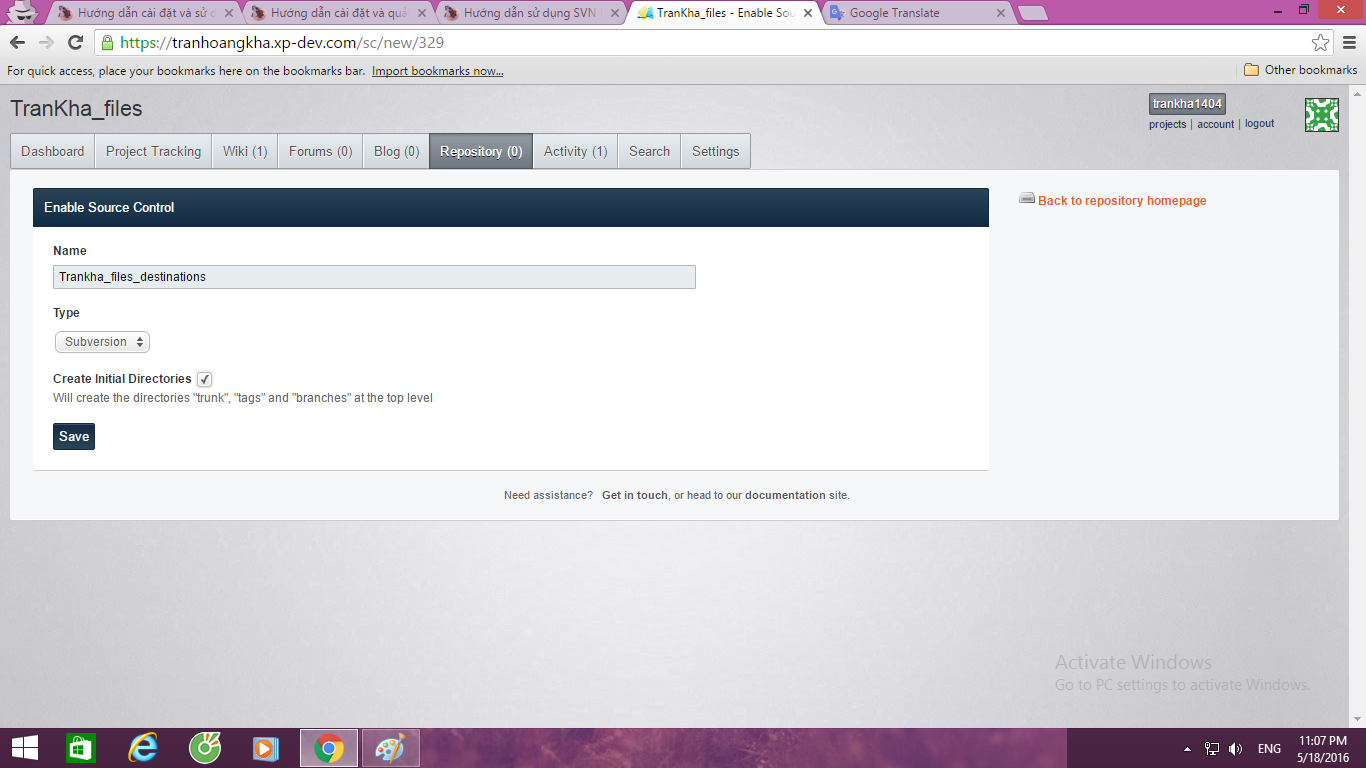 Hướng dẫn cài đặt và sử d
Hướng dẫn cài đặt và quả
Hướng dẫn sử dụng SVN
TranKha_files - Enable Sou
Google Translate
https://tranhoangkha.xp-dev.com/sc/new/329
For quick access, place your bookmarks here on the bookmarks bar. Import bookmarks now...
Other bookmarks
TranKha_files
trankha1404
projects | account | logout
Dashboard Project Tracking Wiki (1) Forums (0) Blog (0) Repository (0) Activity (1) Search Settings
Enable Source Control
Back to repository homepage
Name
Trankha_files_destinations
Type
Subversion
Create Initial Directories
Will create the directories "trunk", "tags" and "branches" at the top level
Save
Need assistance? Get in touch, or head to our documentation site.
Activate Windows
Go to PC settings to activate Windows.
ENG
11:07 PM
5/18/2016